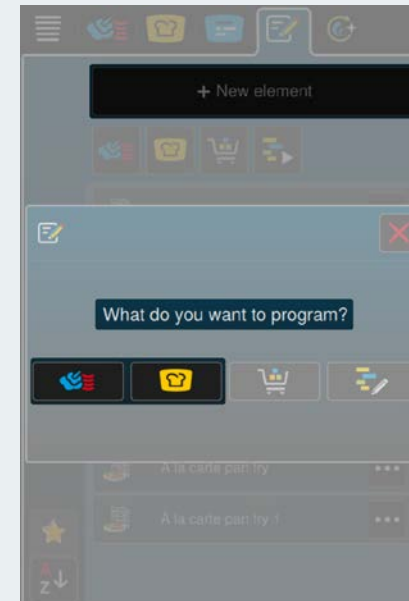 + New element
What do you want to program?
A la carte pan fry
A la carte pan fry 1
A
Z